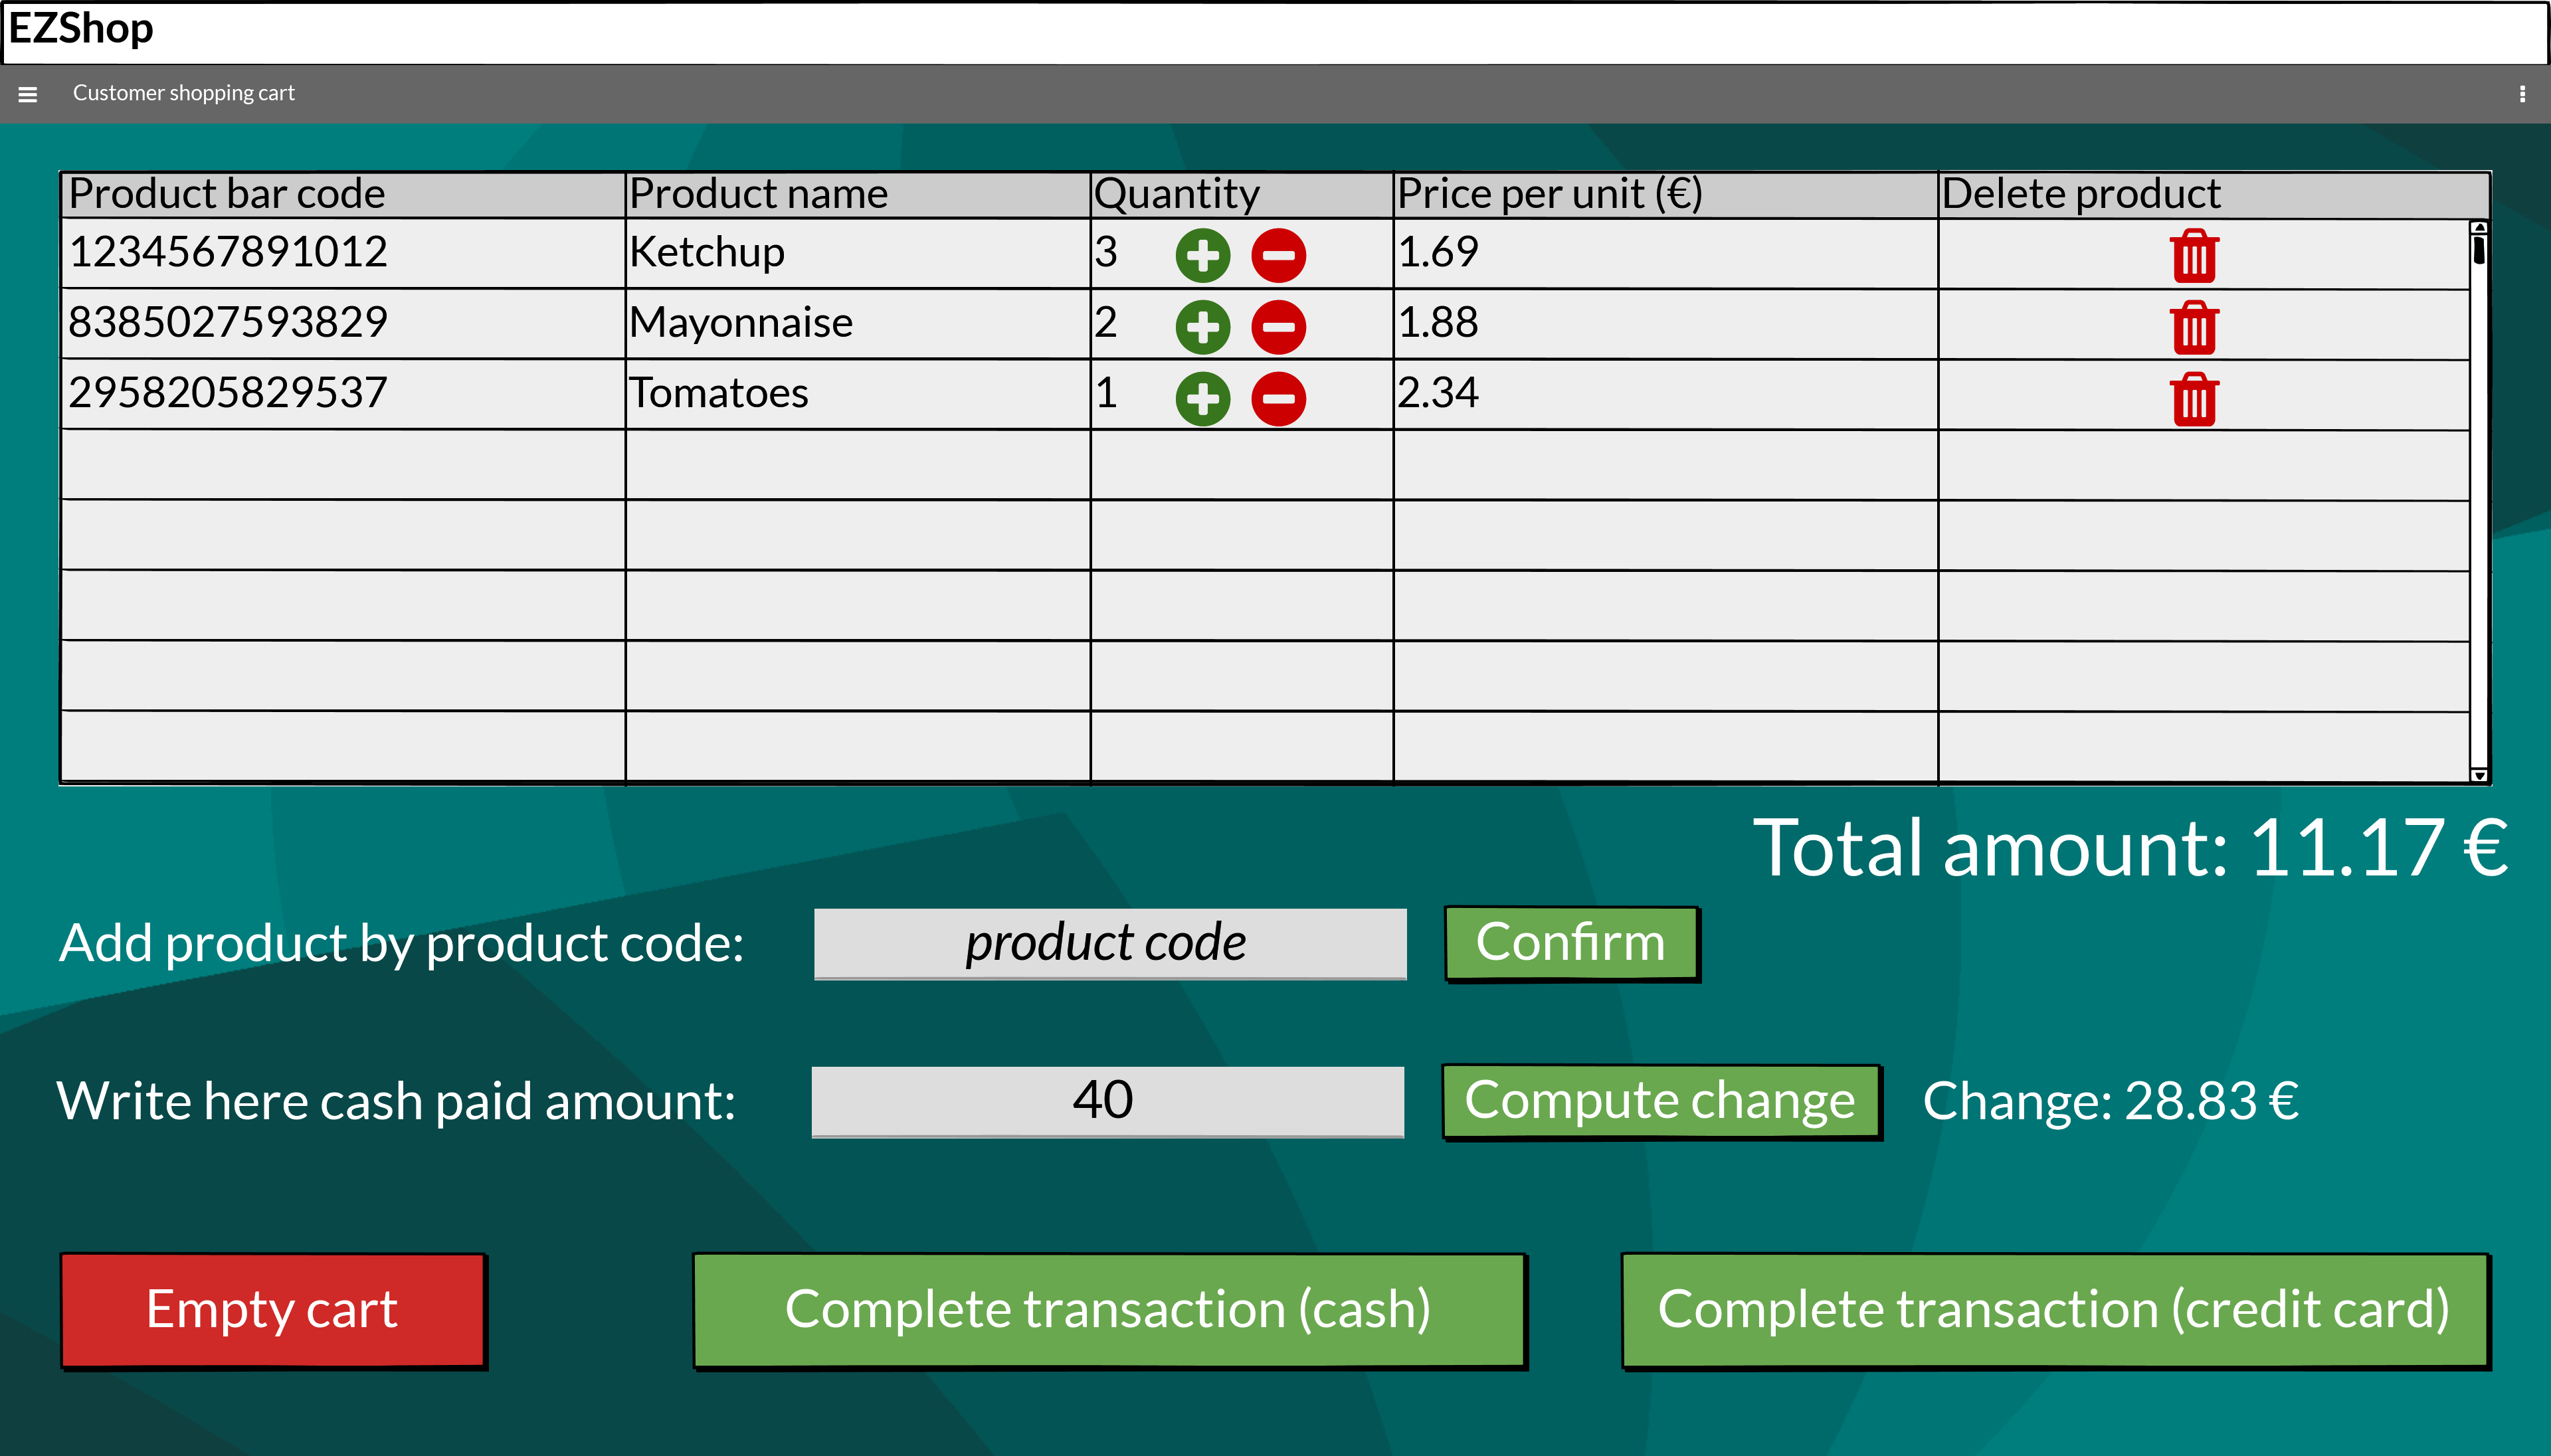 EZShop
Customer shopping cart
Product bar code Product name Quantity Price per unit (€) Delete product
1234567891012 Ketchup 3 1.69
8385027593829 Mayonnaise 2 1.88
2958205829537 Tomatoes 1 2.34
Total amount: 11.17 €
Add product by product code: product code Confirm
Write here cash paid amount: 40 Compute change Change: 28.83 €
Empty cart Complete transaction (cash) Complete transaction (credit card)